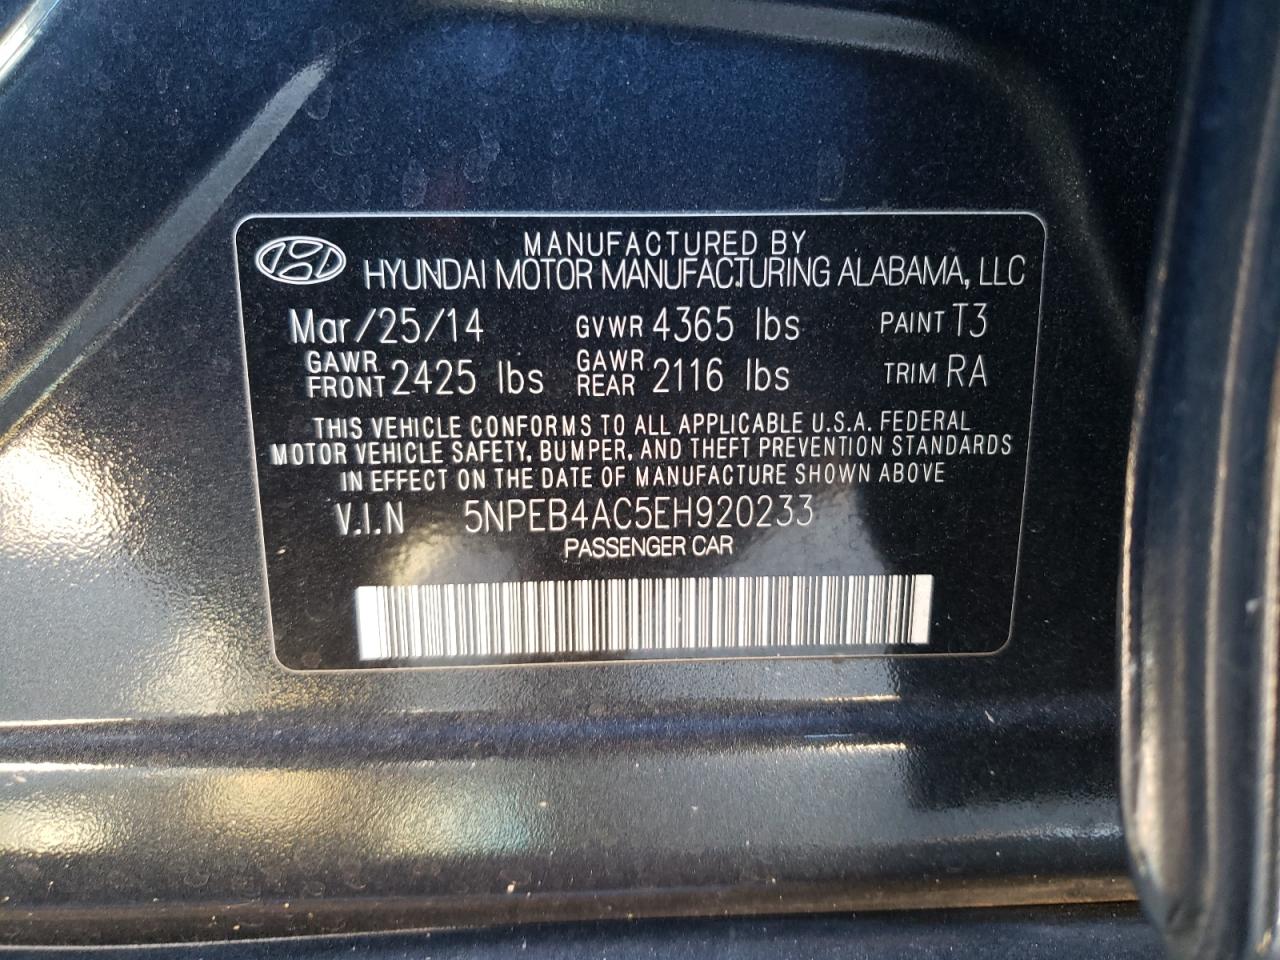 MANUFACTURED BY
HYUNDAI MOTOR MANUFACTURING ALABAMA, LLC
Mar/25/14 GVWR 4365 lbs PAINT T3
GAWR FRONT 2425 lbs GAWR REAR 2116 lbs TRIM RA
THIS VEHICLE CONFORMS TO ALL APPLICABLE U.S.A. FEDERAL
MOTOR VEHICLE SAFETY, BUMPER, AND THEFT PREVENTION STANDARDS
IN EFFECT ON THE DATE OF MANUFACTURE SHOWN ABOVE
V.I.N 5NPEB4AC5EH920233
PASSENGER CAR